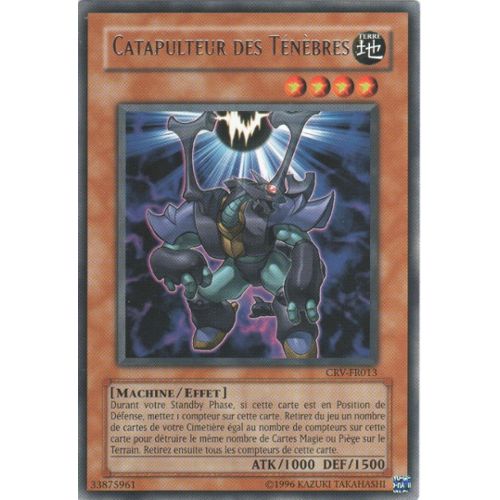 CATAPULTEUR DES TÉNÈBRES
TERRE
地
CRV-FR013
[MACHINE/EFFET]
Durant votre Standby Phase, si cette carte est en Position de
Défense, mettez 1 compteur sur cette carte. Retirez du jeu un nombre
de cartes de votre Cimetière égal au nombre de compteurs sur cette
carte pour détruire le même nombre de Cartes Magie ou Piège sur le
Terrain. Retirez ensuite tous les compteurs de cette carte.
ATK/1000 DEF/1500
33875961
©1996 KAZUKI TAKAHASHI